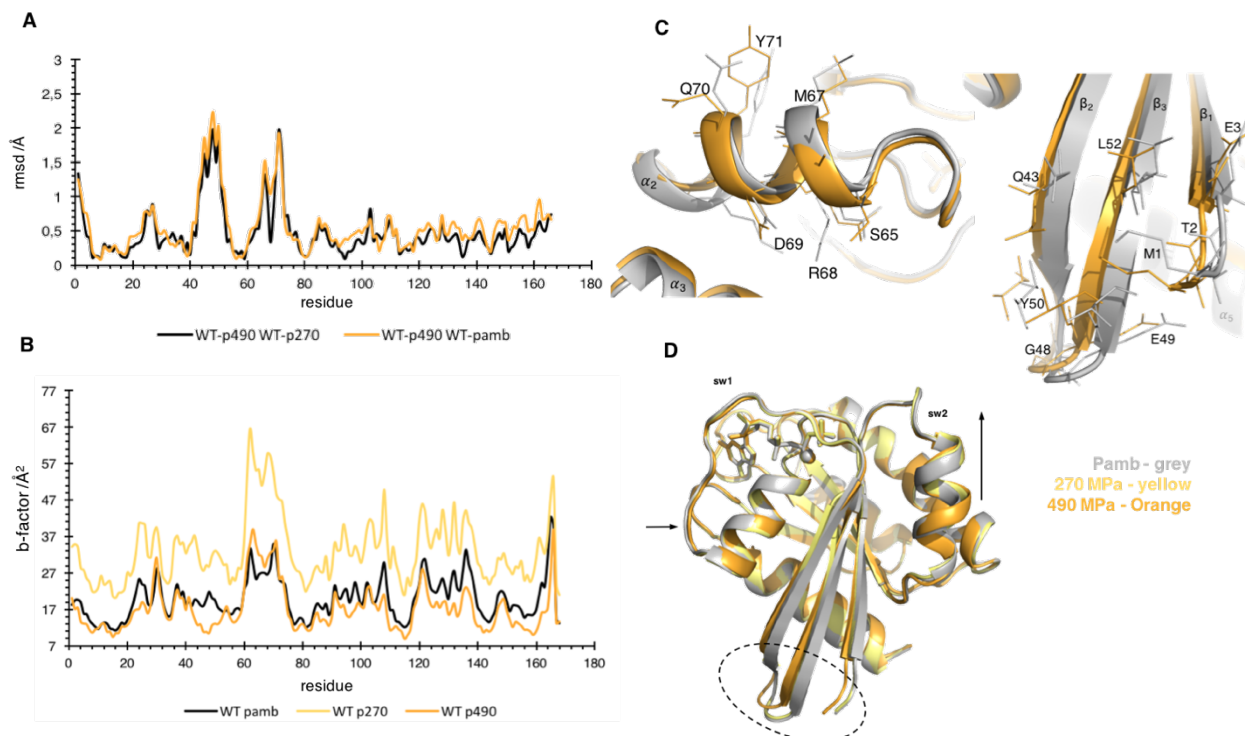 A
rmsd /Å
3
2,5
2
1,5
1
0,5
0
0 20 40 60 80 100 120 140 160 180
residue
WT-p490 WT-p270 WT-p490 WT-pamb
B
b-factor /Å²
77
67
57
47
37
27
17
7
0 20 40 60 80 100 120 140 160 180
residue
WT pamb WT p270 WT p490
C
Y71
Q70
M67
α₂
D69
S65
R68
α₃
β₂
β₃
β₁
E3
L52
Q43
T2
M1
Y50
α₅
G48
E49
D
sw1
sw2
Pamb - grey
270 MPa - yellow
490 MPa - Orange